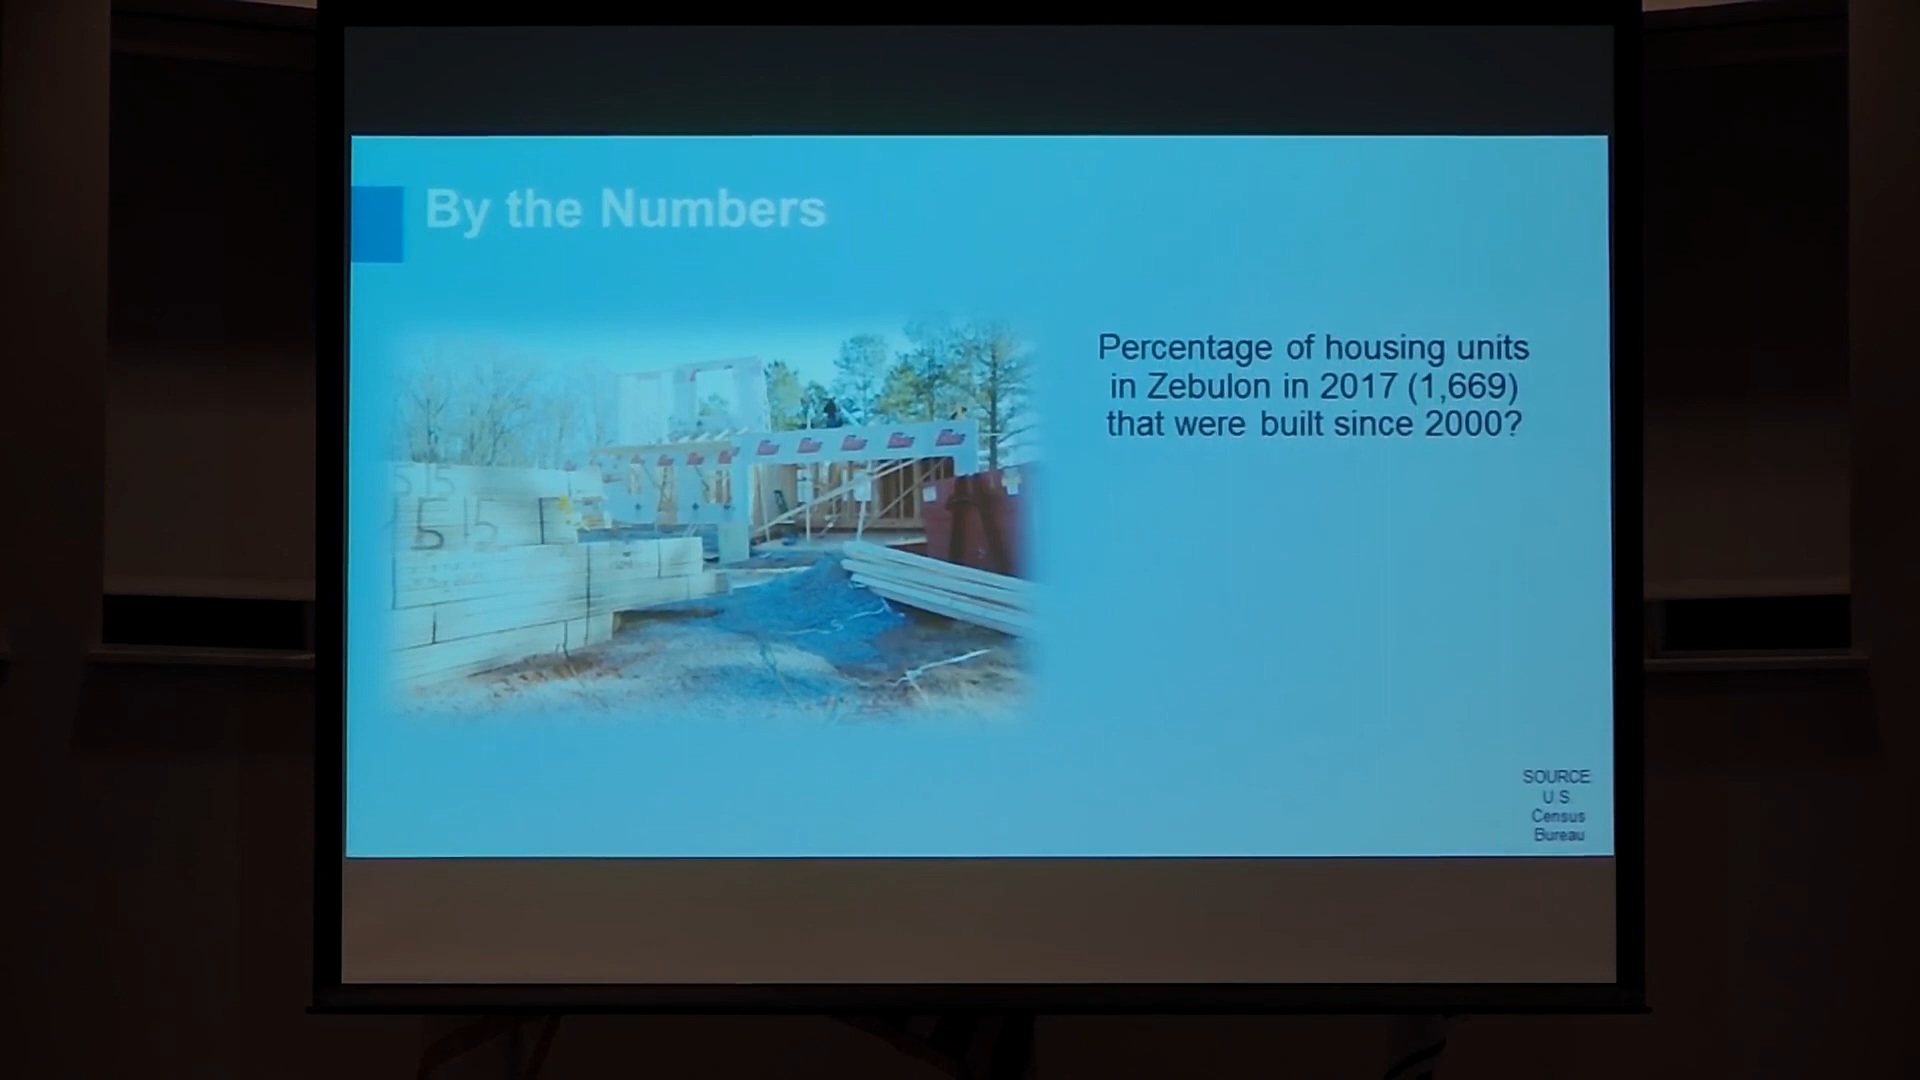 By the Numbers
Percentage of housing units
in Zebulon in 2017 (1,669)
that were built since 2000?
515
SOURCE
U.S.
Census
Bureau